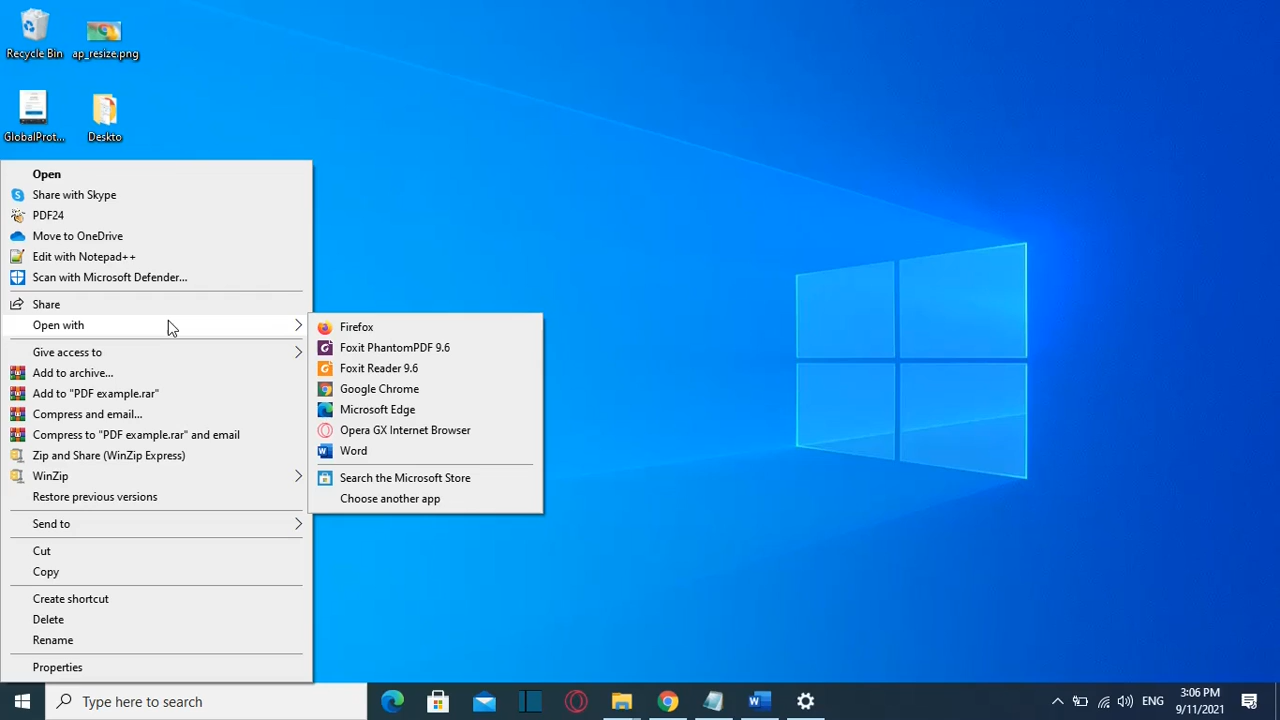 Recycle Bin
ap_resize.png
GlobalProt...
Deskto
Open
Share with Skype
PDF24
Move to OneDrive
Edit with Notepad++
Scan with Microsoft Defender...
Share
Open with
Give access to
Add to archive...
Add to "PDF example.rar"
Compress and email...
Compress to "PDF example.rar" and email
Zip and Share (WinZip Express)
WinZip
Restore previous versions
Send to
Cut
Copy
Create shortcut
Delete
Rename
Properties
Firefox
Foxit PhantomPDF 9.6
Foxit Reader 9.6
Google Chrome
Microsoft Edge
Opera GX Internet Browser
Word
Search the Microsoft Store
Choose another app
Type here to search
ENG
3:06 PM
9/11/2021